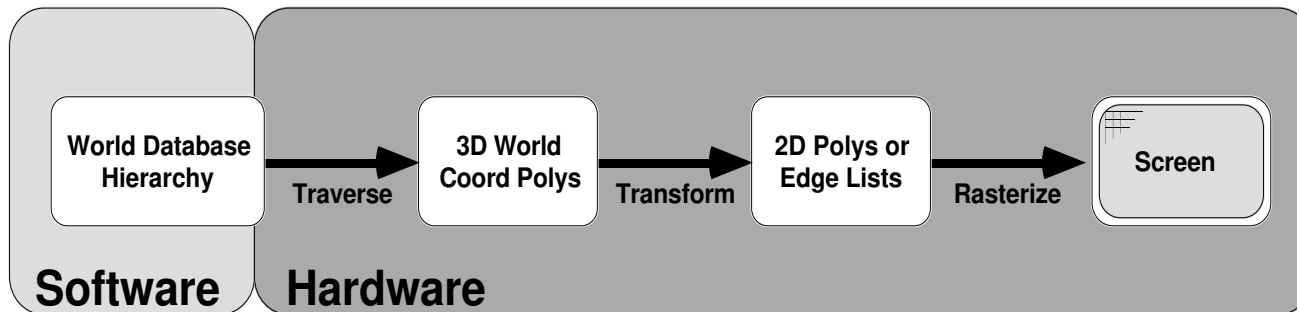 World Database
Hierarchy
Traverse
3D World
Coord Polys
Transform
2D Polys or
Edge Lists
Rasterize
Screen
Software
Hardware